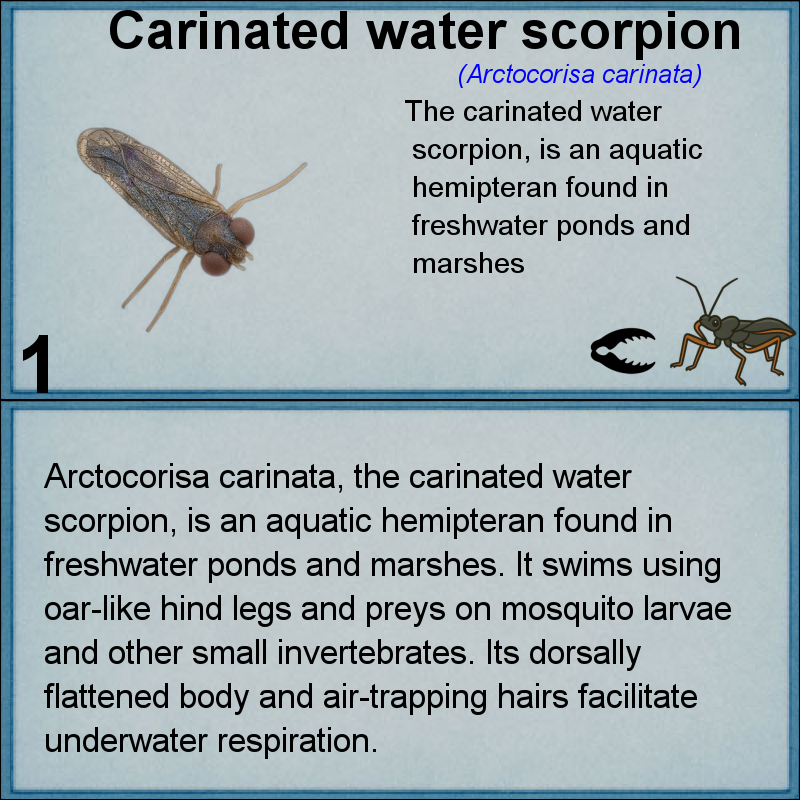 Carinated water scorpion
(Arctocorisa carinata)
The carinated water
scorpion, is an aquatic
hemipteran found in
freshwater ponds and
marshes
1
Arctocorisa carinata, the carinated water
scorpion, is an aquatic hemipteran found in
freshwater ponds and marshes. It swims using
oar-like hind legs and preys on mosquito larvae
and other small invertebrates. Its dorsally
flattened body and air-trapping hairs facilitate
underwater respiration.